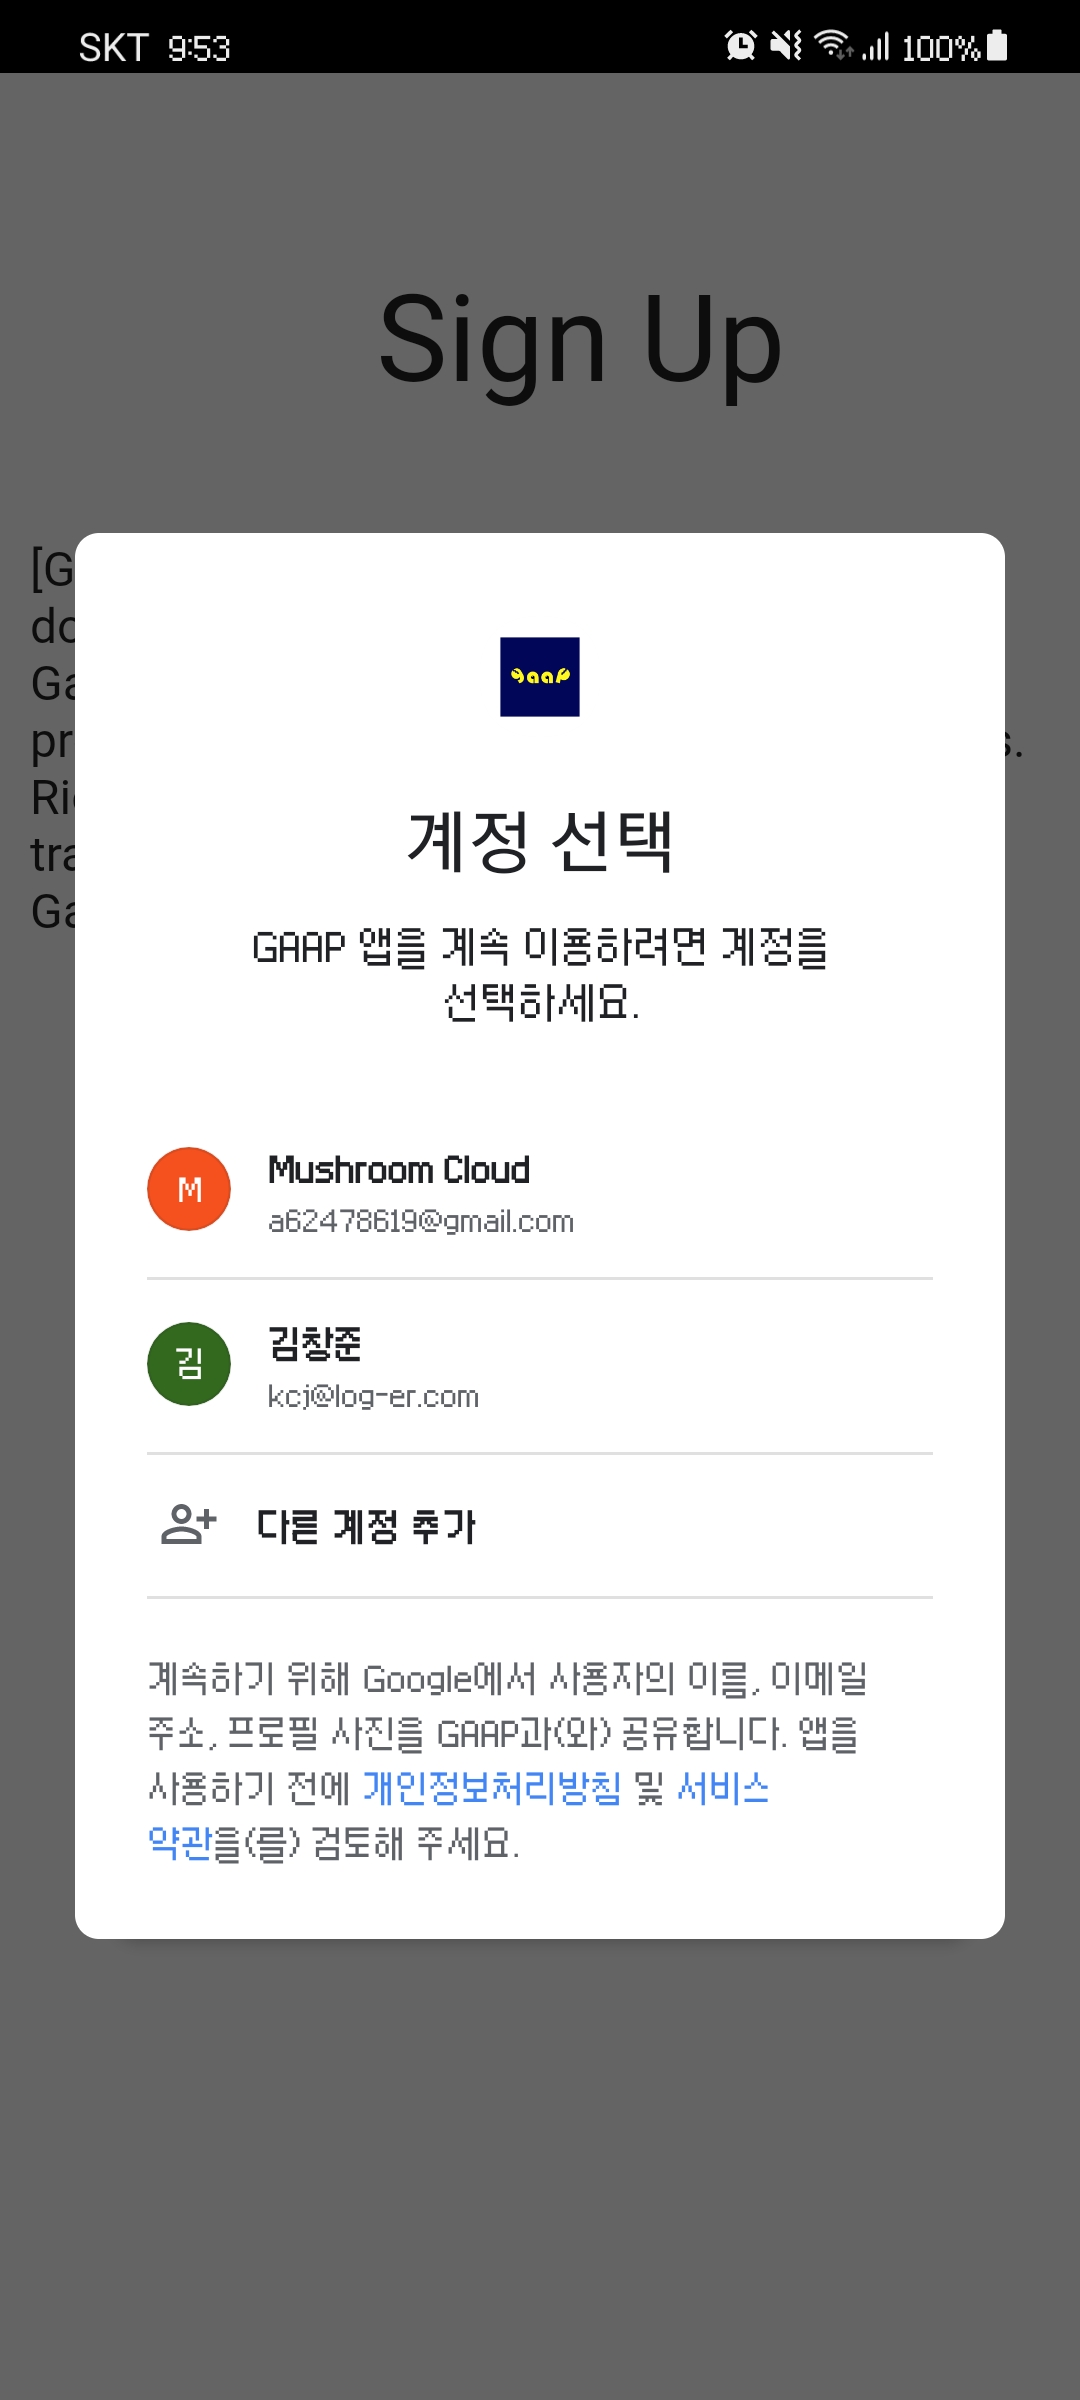 SKT 9:53 100%
Sign Up
[G
do
Ga
pr s.
Ri
tra
Ga
gaap
계정 선택
GAAP 앱을 계속 이용하려면 계정을
선택하세요.
M
Mushroom Cloud
a62478619@gmail.com
김
김창준
kcj@log-er.com
다른 계정 추가
계속하기 위해 Google에서 사용자의 이름, 이메일
주소, 프로필 사진을 GAAP과(와) 공유합니다. 앱을
사용하기 전에 개인정보처리방침 및 서비스
약관을(를) 검토해 주세요.